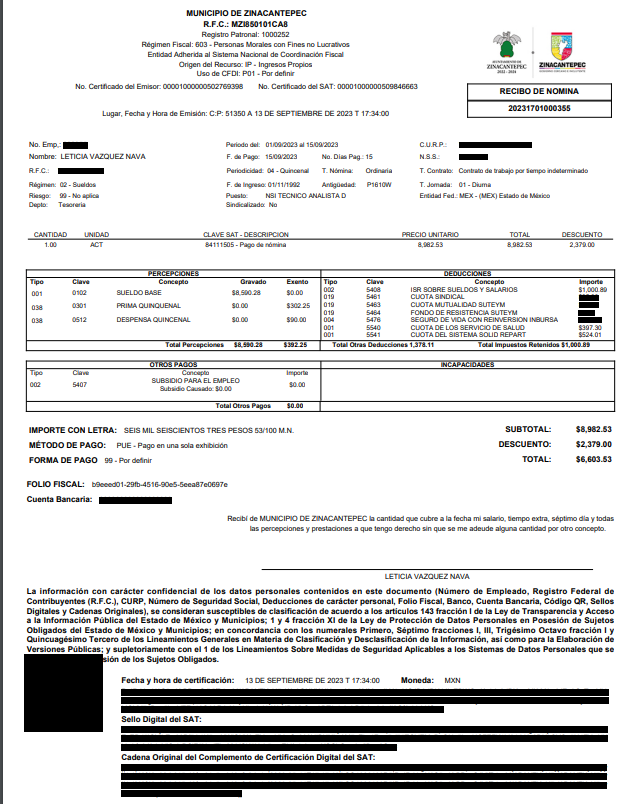 MUNICIPIO DE ZINACANTEPEC
R.F.C.: MZI850101CA8
Registro Patronal: 1000252
Régimen Fiscal: 603 - Personas Morales con Fines no Lucrativos
Entidad Adherida al Sistema Nacional de Coordinación Fiscal
Origen del Recurso: IP - Ingresos Propios
Uso de CFDI: P01 - Por definir
No. Certificado del Emisor: 00001000000502769398 No. Certificado del SAT: 00001000000509846663
Lugar, Fecha y Hora de Emisión: C:P: 51350 A 13 DE SEPTIEMBRE DE 2023 T 17:34:00
AYUNTAMIENTO DE
ZINACANTEPEC
2022 - 2024
ZINACANTEPEC
RECIBO DE NOMINA
20231701000355
No. Emp,: Periodo del: 01/09/2023 al 15/09/2023 C.U.R.P.:
Nombre: LETICIA VAZQUEZ NAVA F. de Pago: 15/09/2023 No. Días Pag.: 15 N.S.S.:
R.F.C.: Periodicidad: 04 - Quincenal T. Nómina: Ordinaria T. Contrato: Contrato de trabajo por tiempo indeterminado
Régimen: 02 - Sueldos F. de Ingreso: 01/11/1992 Antigüedad: P1610W T. Jornada: 01 - Diurna
Riesgo: 99 - No aplica Puesto: NSI TECNICO ANALISTA D Entidad Fed.: MEX - (MEX) Estado de México
Depto: Tesoreria Sindicalizado: No
CANTIDAD UNIDAD CLAVE SAT - DESCRIPCION PRECIO UNITARIO TOTAL DESCUENTO
1.00 ACT 84111505 - Pago de nómina 8,982.53 8,982.53 2,379.00
PERCEPCIONES
Tipo Clave Concepto Gravado Exento
001 0102 SUELDO BASE $8,590.28 $0.00
038 0301 PRIMA QUINQUENAL $0.00 $302.25
038 0512 DESPENSA QUINCENAL $0.00 $90.00
Total Percepciones $8,590.28 $392.25
DEDUCCIONES
Tipo Clave Concepto Importe
002 5408 ISR SOBRE SUELDOS Y SALARIOS $1,000.89
019 5461 CUOTA SINDICAL
019 5463 CUOTA MUTUALIDAD SUTEYM
019 5464 FONDO DE RESISTENCIA SUTEYM
004 5476 SEGURO DE VIDA CON REINVERSION INBURSA
001 5540 CUOTA DE LOS SERVICIO DE SALUD $397.30
001 5541 CUOTA DEL SISTEMA SOLID REPART $524.01
Total Otras Deducciones 1,378.11 Total Impuestos Retenidos $1,000.89
OTROS PAGOS
Tipo Clave Concepto Importe
002 5407 SUBSIDIO PARA EL EMPLEO $0.00
Subsidio Causado: $0.00
Total Otros Pagos $0.00
INCAPACIDADES
IMPORTE CON LETRA: SEIS MIL SEISCIENTOS TRES PESOS 53/100 M.N. SUBTOTAL: $8,982.53
MÉTODO DE PAGO: PUE - Pago en una sola exhibición DESCUENTO: $2,379.00
FORMA DE PAGO 99 - Por definir TOTAL: $6,603.53
FOLIO FISCAL: b9eeed01-29fb-4516-90e5-5eea87e0697e
Cuenta Bancaria:
Recibí de MUNICIPIO DE ZINACANTEPEC la cantidad que cubre a la fecha mi salario, tiempo extra, séptimo día y todas
las percepciones y prestaciones a que tengo derecho sin que se me adeude alguna cantidad por otro concepto.
LETICIA VAZQUEZ NAVA
La información con carácter confidencial de los datos personales contenidos en este documento (Número de Empleado, Registro Federal de
Contribuyentes (R.F.C.), CURP, Número de Seguridad Social, Deducciones de carácter personal, Folio Fiscal, Banco, Cuenta Bancaria, Código QR, Sellos
Digitales y Cadenas Originales), se consideran susceptibles de clasificación de acuerdo a los artículos 143 fracción I de la Ley de Transparencia y Acceso
a la Información Pública del Estado de México y Municipios; 1 y 4 fracción XI de la Ley de Protección de Datos Personales en Posesión de Sujetos
Obligados del Estado de México y Municipios; en concordancia con los numerales Primero, Séptimo fracciones I, III, Trigésimo Octavo fracción I y
Quincuagésimo Tercero de los Lineamientos Generales en Materia de Clasificación y Desclasificación de la Información, así como para la Elaboración de
Versiones Públicas; y supletoriamente con el 1 de los Lineamientos Sobre Medidas de Seguridad Aplicables a los Sistemas de Datos Personales que se
sión de los Sujetos Obligados.
Fecha y hora de certificación: 13 DE SEPTIEMBRE DE 2023 T 17:34:00 Moneda: MXN
Sello Digital del SAT:
Cadena Original del Complemento de Certificación Digital del SAT: